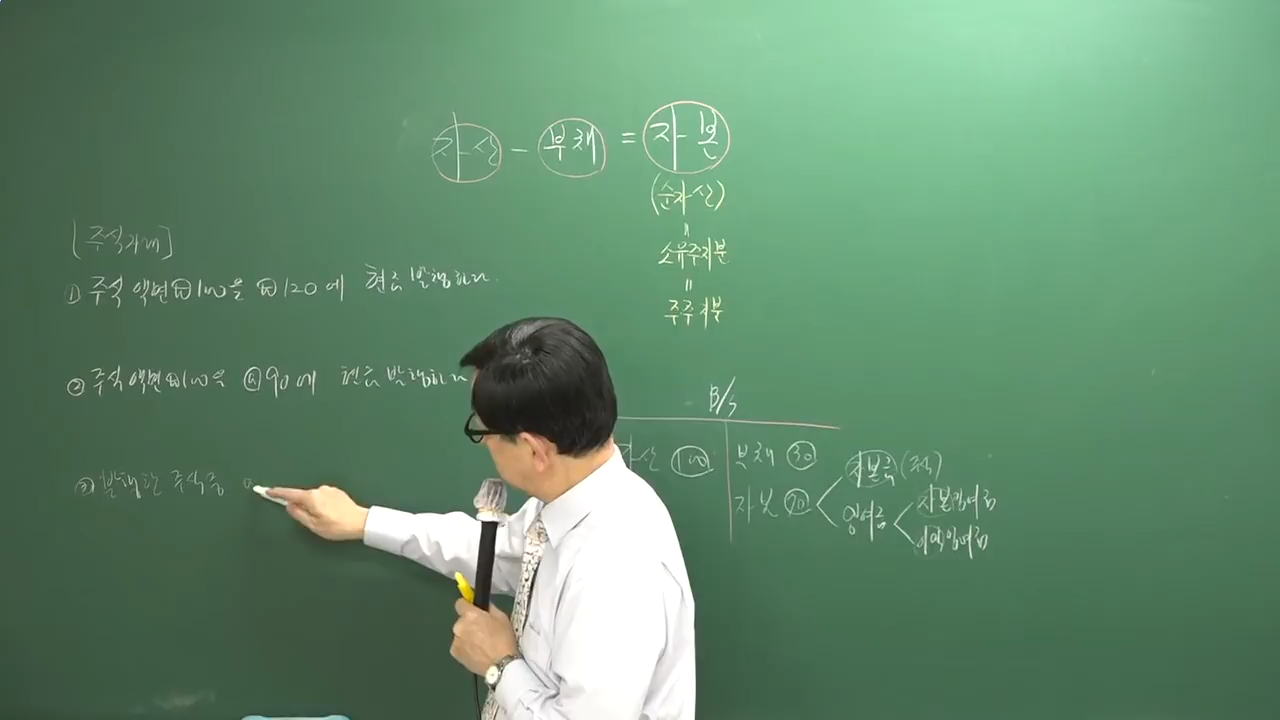 자산 - 부채 = 자본
(순자산)
=
소유주지분
=
주주지분
[주식거래]
① 주식 액면 ₩100을 ₩120에 현금 발행하다.
② 주식 액면 ₩100을 ₩90에 현금 발행하다
③ 발행한 주식중
B/S
자산 100 부채 30
자본 70
자본금 (주식)
잉여금
자본잉여금
이익잉여금